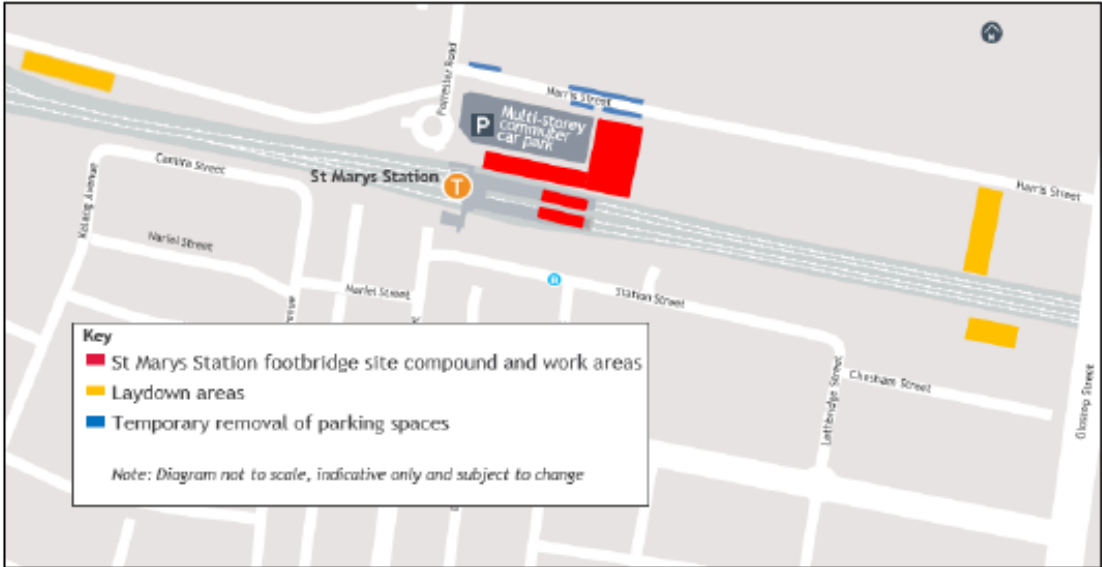 Forrester Road
Harris Street
P
Multi-storey
commuter
car park
Camira Street
St Marys Station
T
Harris Street
Kalang Avenue
Nariel Street
Nariel Street
Station Street
B
Chesham Street
Glossop Street
Key
St Marys Station footbridge site compound and work areas
Laydown areas
Temporary removal of parking spaces
Note: Diagram not to scale, indicative only and subject to change